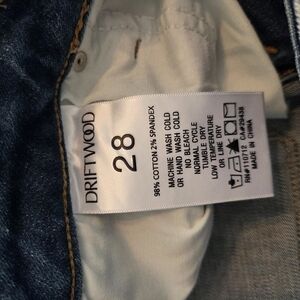 DRIFTWOOD
28
98% COTTON 2% SPANDEX
MACHINE WASH COLD
OR HAND WASH COLD
NO BLEACH
NORMAL CYCLE
TUMBLE DRY
LOW TEMPERATURE
OR LINE DRY
RN#110712 CA#39438
MADE IN CHINA